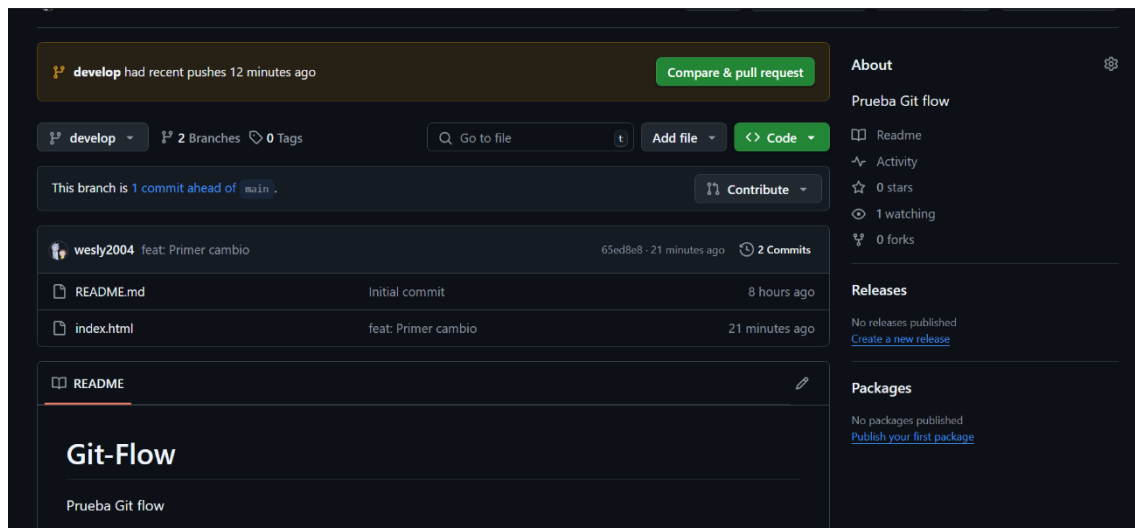 develop had recent pushes 12 minutes ago
Compare & pull request
develop
2 Branches
0 Tags
Go to file
t
Add file
Code
This branch is 1 commit ahead of main .
Contribute
wesly2004 feat: Primer cambio
65ed8e8 · 21 minutes ago
2 Commits
README.md
Initial commit
8 hours ago
index.html
feat: Primer cambio
21 minutes ago
README
Git-Flow
Prueba Git flow
About
Prueba Git flow
Readme
Activity
0 stars
1 watching
0 forks
Releases
No releases published
Create a new release
Packages
No packages published
Publish your first package